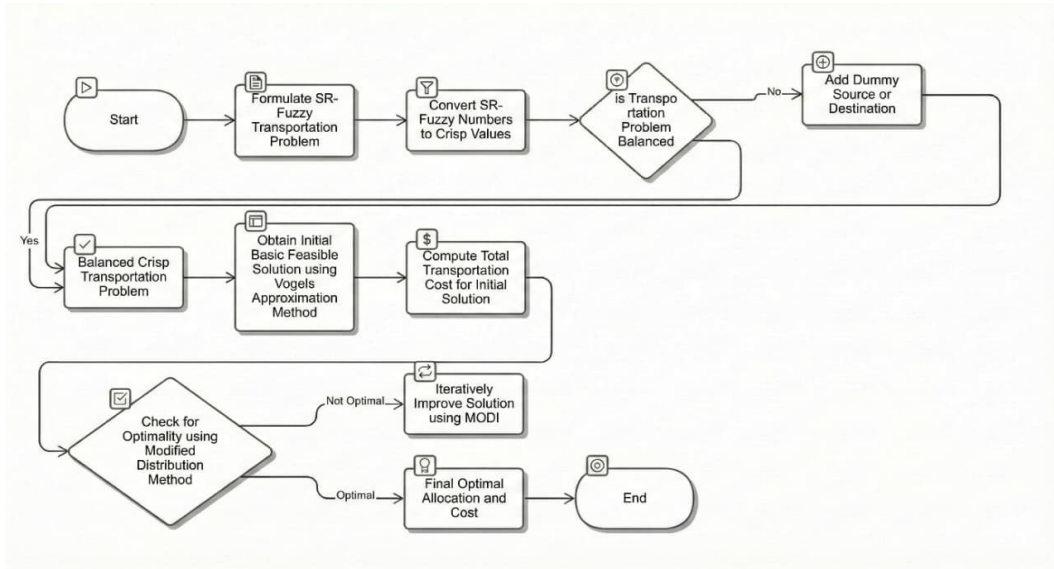 Start
Formulate SR-
Fuzzy
Transportation
Problem
Convert SR-
Fuzzy Numbers
to Crisp Values
is Transpo
rtation
Problem
Balanced
No
Add Dummy
Source or
Destination
Yes
Balanced Crisp
Transportation
Problem
Obtain Initial
Basic Feasible
Solution using
Vogels
Approximation
Method
$
Compute Total
Transportation
Cost for Initial
Solution
Check for
Optimality using
Modified
Distribution
Method
Not Optimal
Iteratively
Improve Solution
using MODI
Optimal
Final Optimal
Allocation and
Cost
End